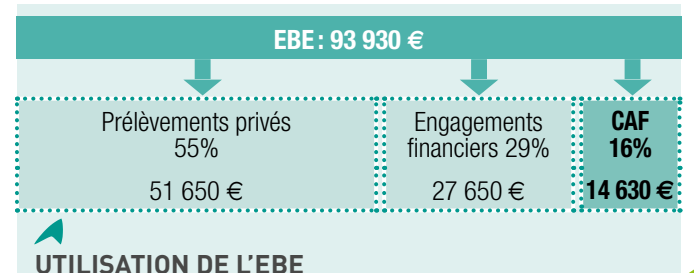 EBE : 93 930 €
Prélèvements privés
55%
51 650 €
Engagements
financiers 29%
27 650 €
CAF
16%
14 630 €
UTILISATION DE L’EBE